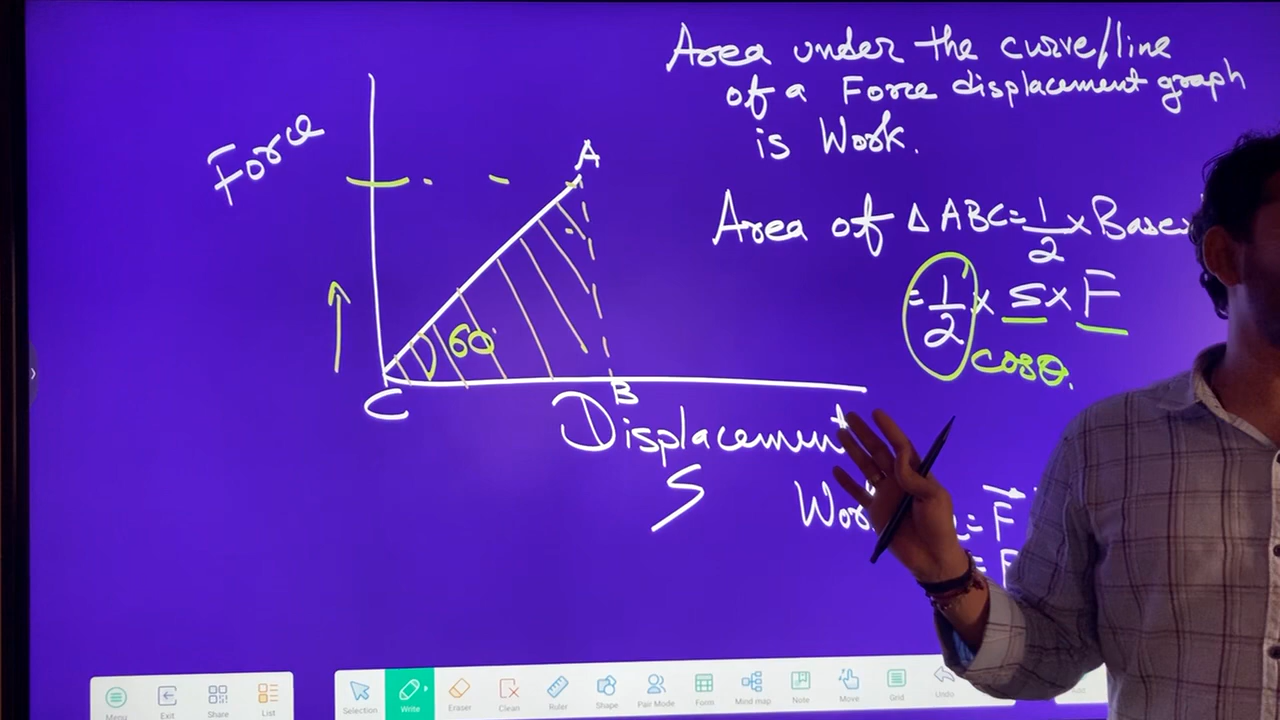 Area under the curve/line
of a Force displacement graph
is Work.
Force
A
Area of Δ ABC = 1/2 × Base
= 1/2 × S × F
cosθ.
60
C
B
Displacement
S
= F
= F
Menu
Exit
Share
List
Selection
Write
Eraser
Clean
Ruler
Shape
Pair Mode
Form
Mind map
Note
Move
Grid
Undo